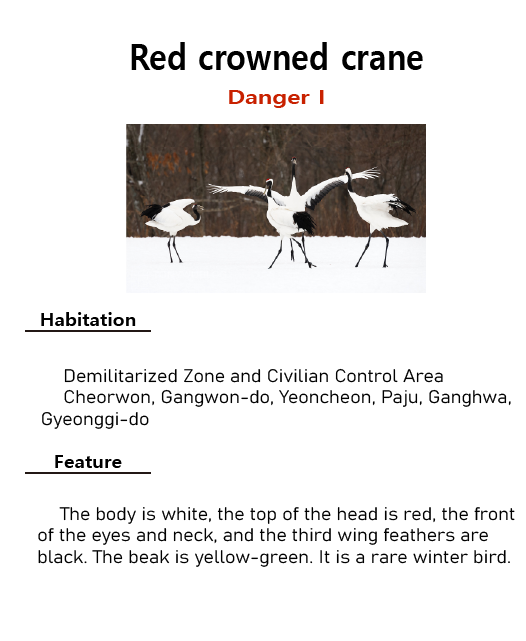 Red crowned crane
Danger I
Habitation
Demilitarized Zone and Civilian Control Area
Cheorwon, Gangwon-do, Yeoncheon, Paju, Ganghwa,
Gyeonggi-do
Feature
The body is white, the top of the head is red, the front
of the eyes and neck, and the third wing feathers are
black. The beak is yellow-green. It is a rare winter bird.